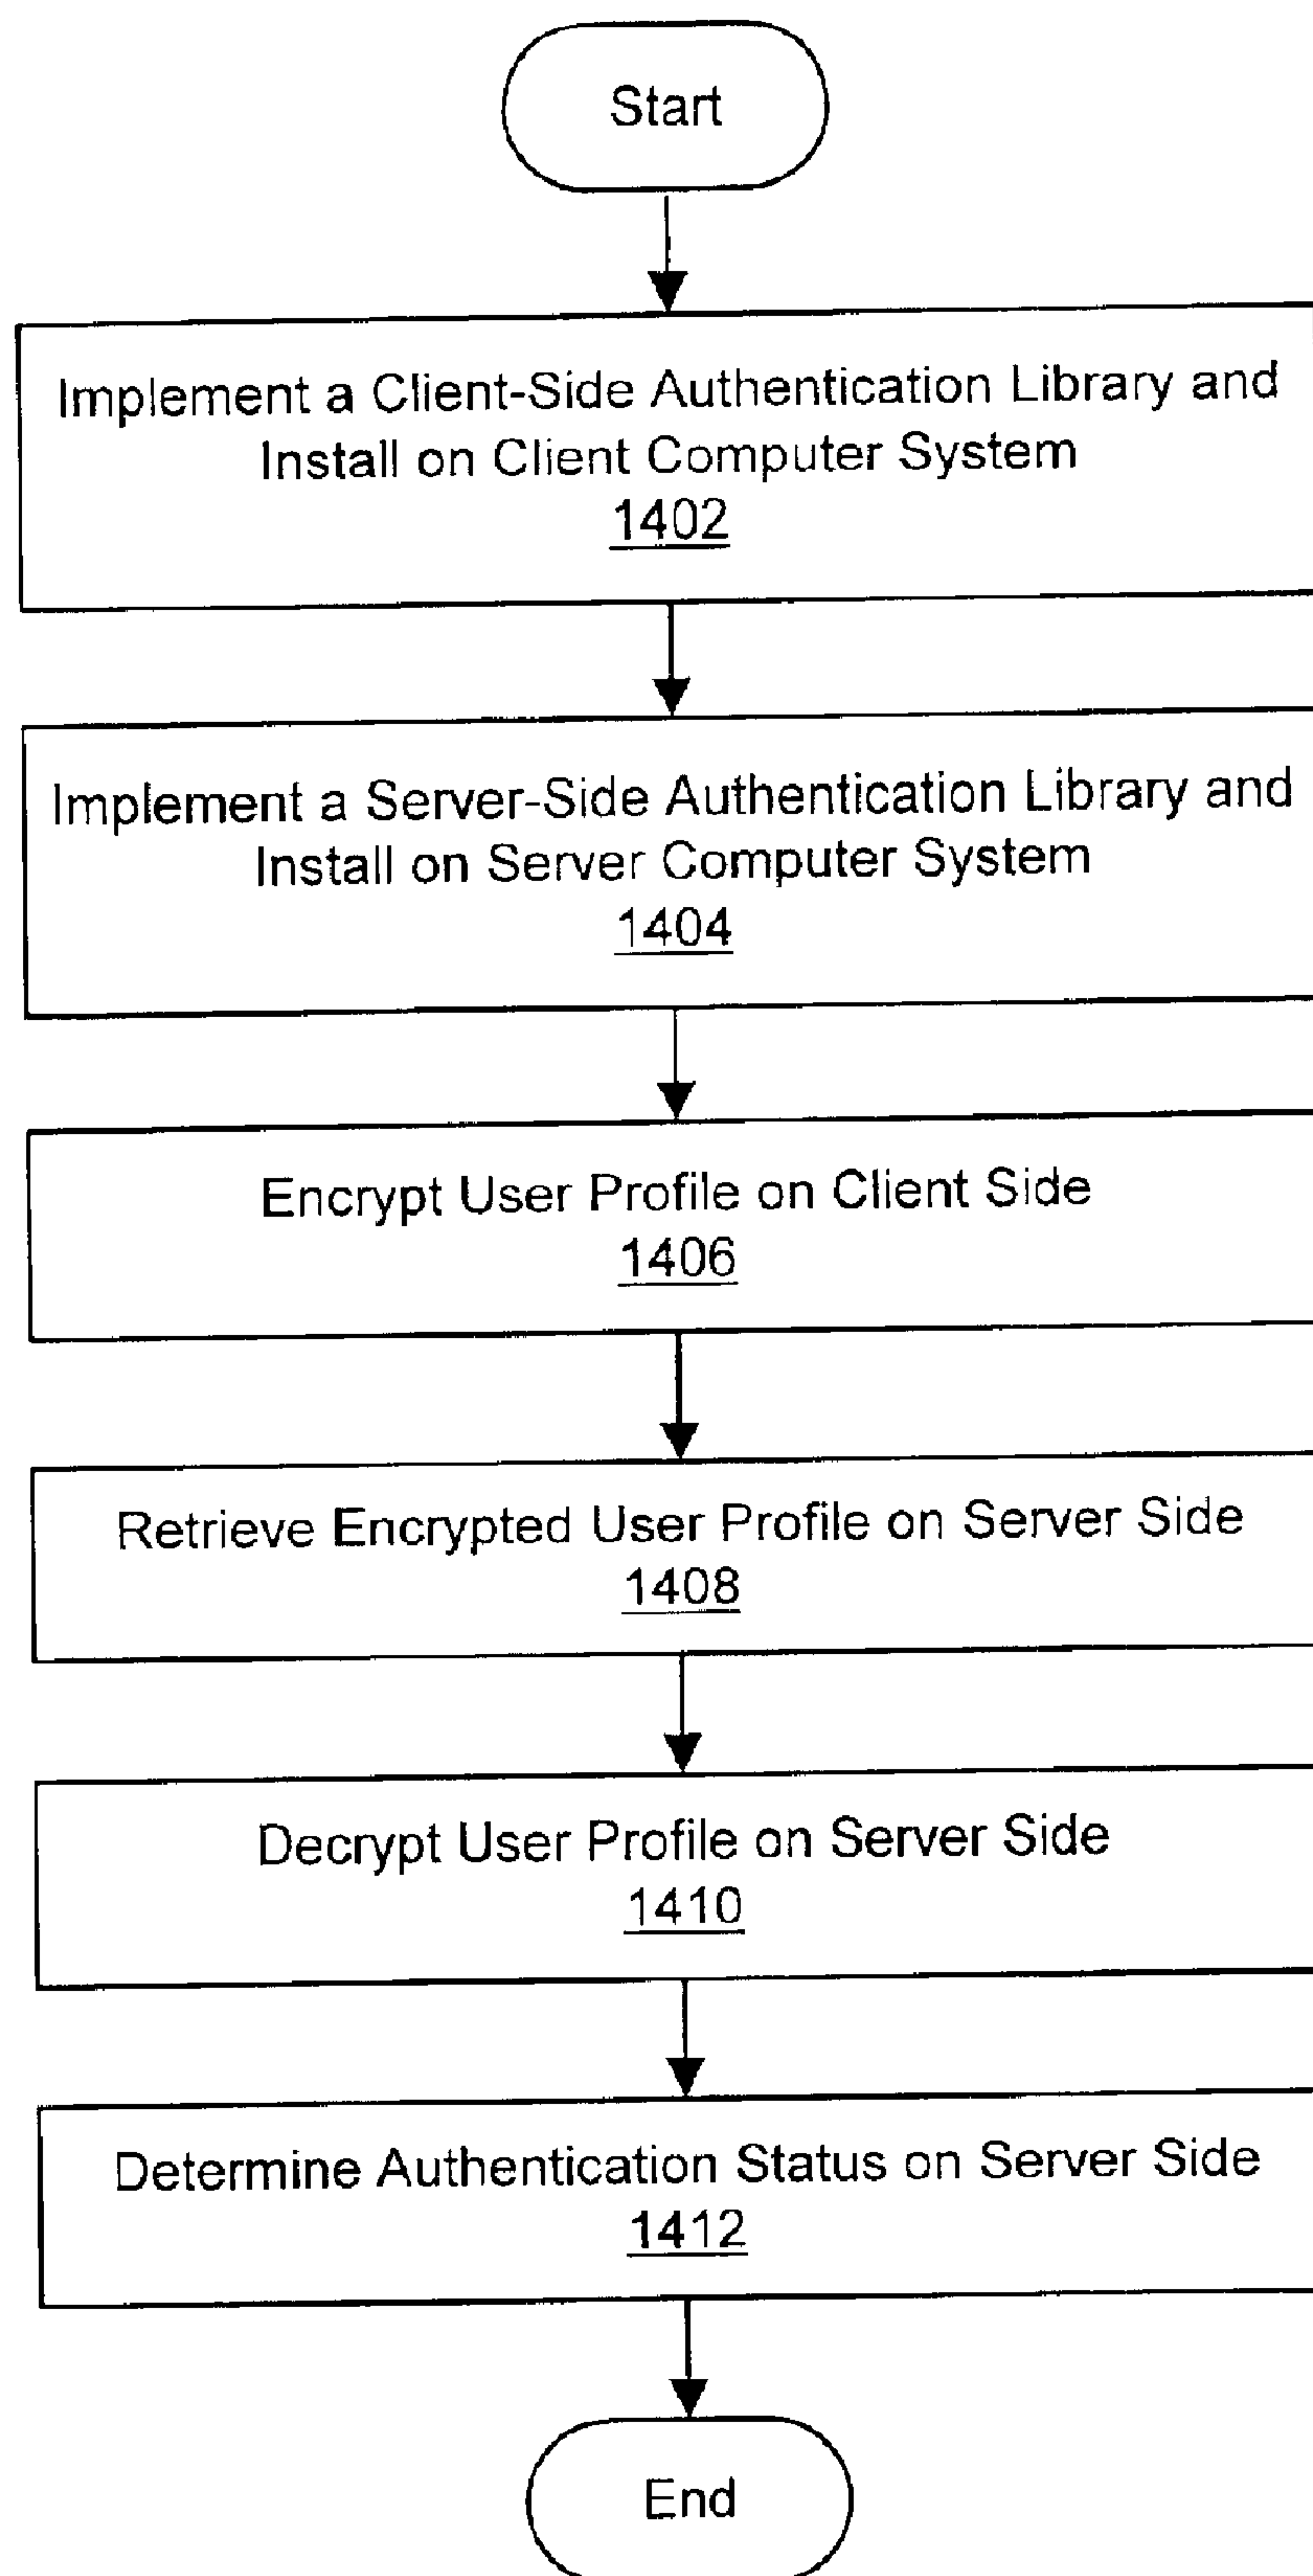 Start
Implement a Client-Side Authentication Library and
Install on Client Computer System
1402
Implement a Server-Side Authentication Library and
Install on Server Computer System
1404
Encrypt User Profile on Client Side
1406
Retrieve Encrypted User Profile on Server Side
1408
Decrypt User Profile on Server Side
1410
Determine Authentication Status on Server Side
1412
End